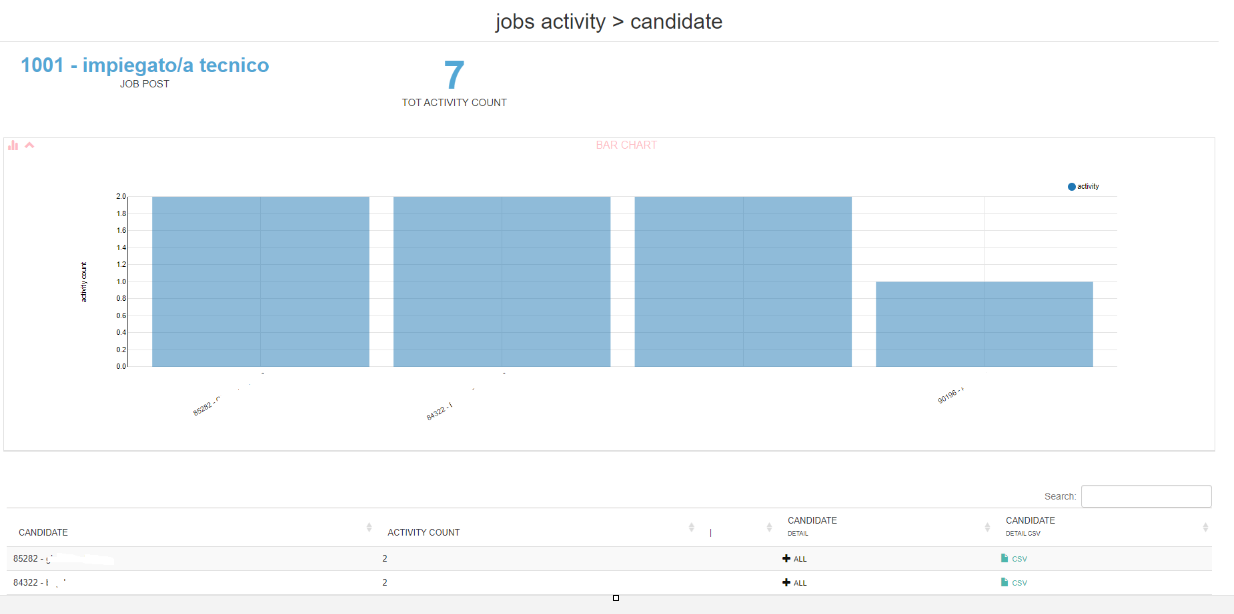 jobs activity > candidate
1001 - impiegato/a tecnico
JOB POST
7
TOT ACTIVITY COUNT
BAR CHART
activity
2.0
1.8
1.6
1.4
1.2
1.0
0.8
0.6
0.4
0.2
0.0
activity count
85282 -
84322 -
90196 -
Search:
CANDIDATE
ACTIVITY COUNT
CANDIDATE
DETAIL
CANDIDATE
DETAIL CSV
85282 - 2 ALL CSV
84322 - 2 ALL CSV